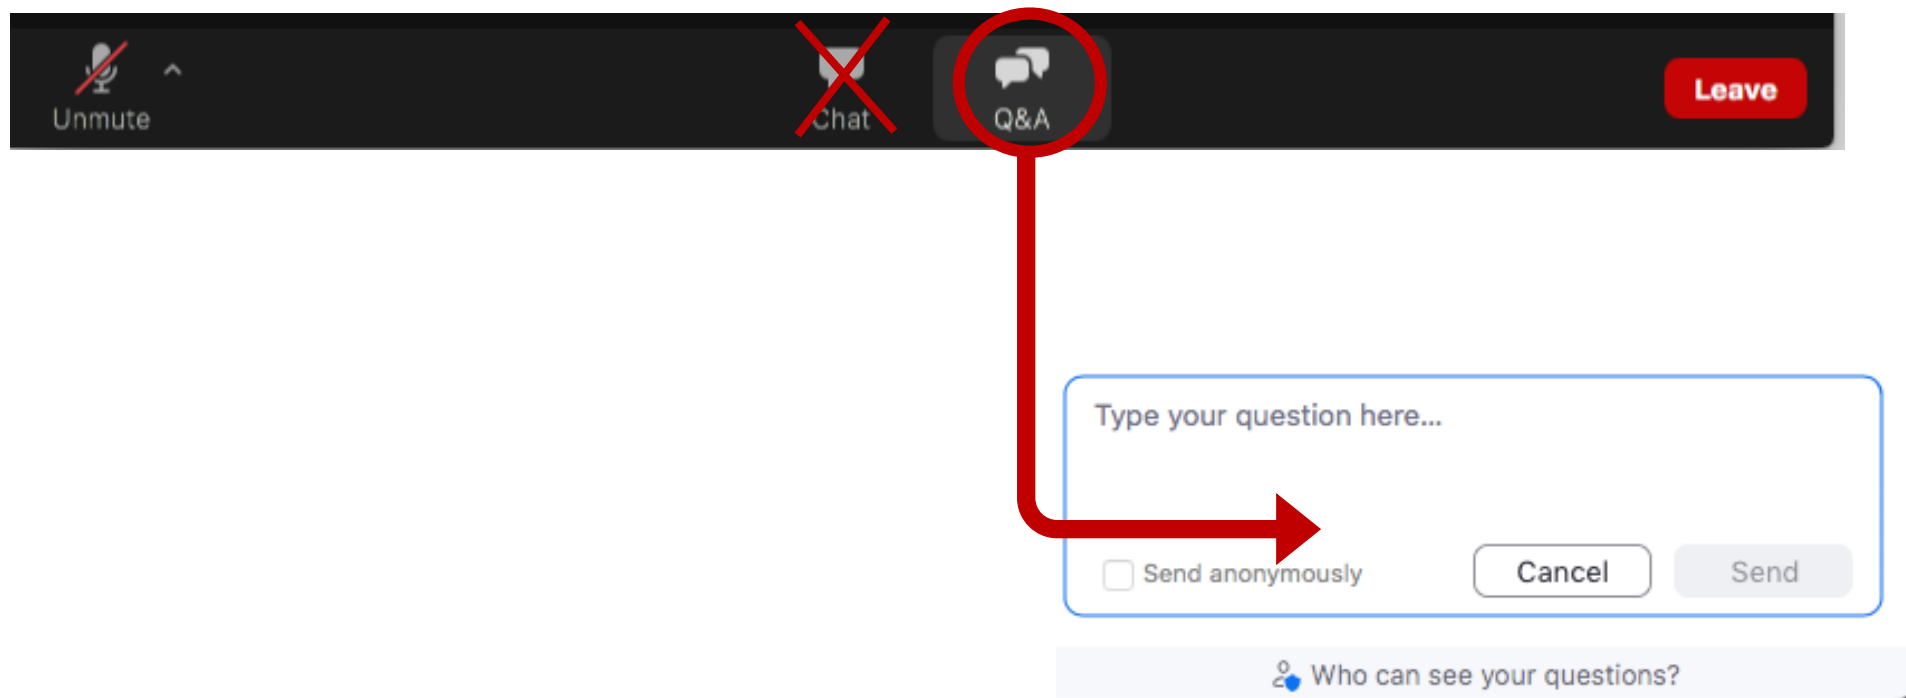 Unmute
Chat
Q&A
Leave
Type your question here...
Send anonymously
Cancel
Send
Who can see your questions?